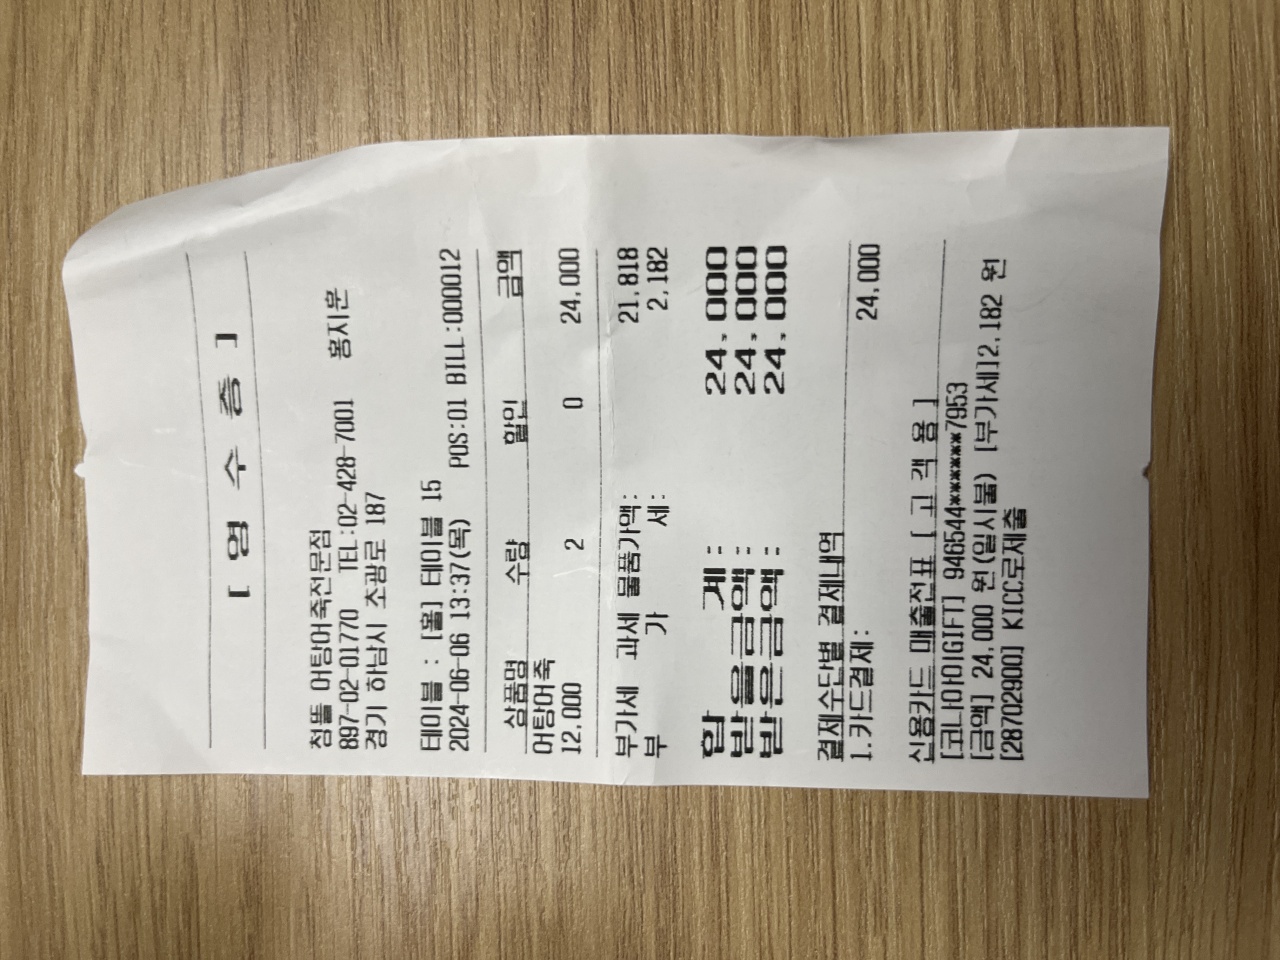 [ 영 수 증 ]
청뜰 어탕어죽전문점
897-02-01770 TEL:02-428-7001 홍지운
경기 하남시 초광로 187
테이블 : [홀] 테이블 15
2024-06-06 13:37(목) POS:01 BILL:000012
상품명 수량 할인 금액
어탕어죽
12,000 2 0 24,000
부가세 과세 물품가액: 21,818
부 가 세: 2,182
합 계: 24,000
받을금액: 24,000
받은금액: 24,000
결제수단별 결제내역
1.카드결제: 24,000
신용카드 매출전표 [ 고 객 용 ]
[코나아이GIFT] 946544******7953
[금액] 24,000 원(일시불) [부가세]2,182 원
[28702900] KICC로제출